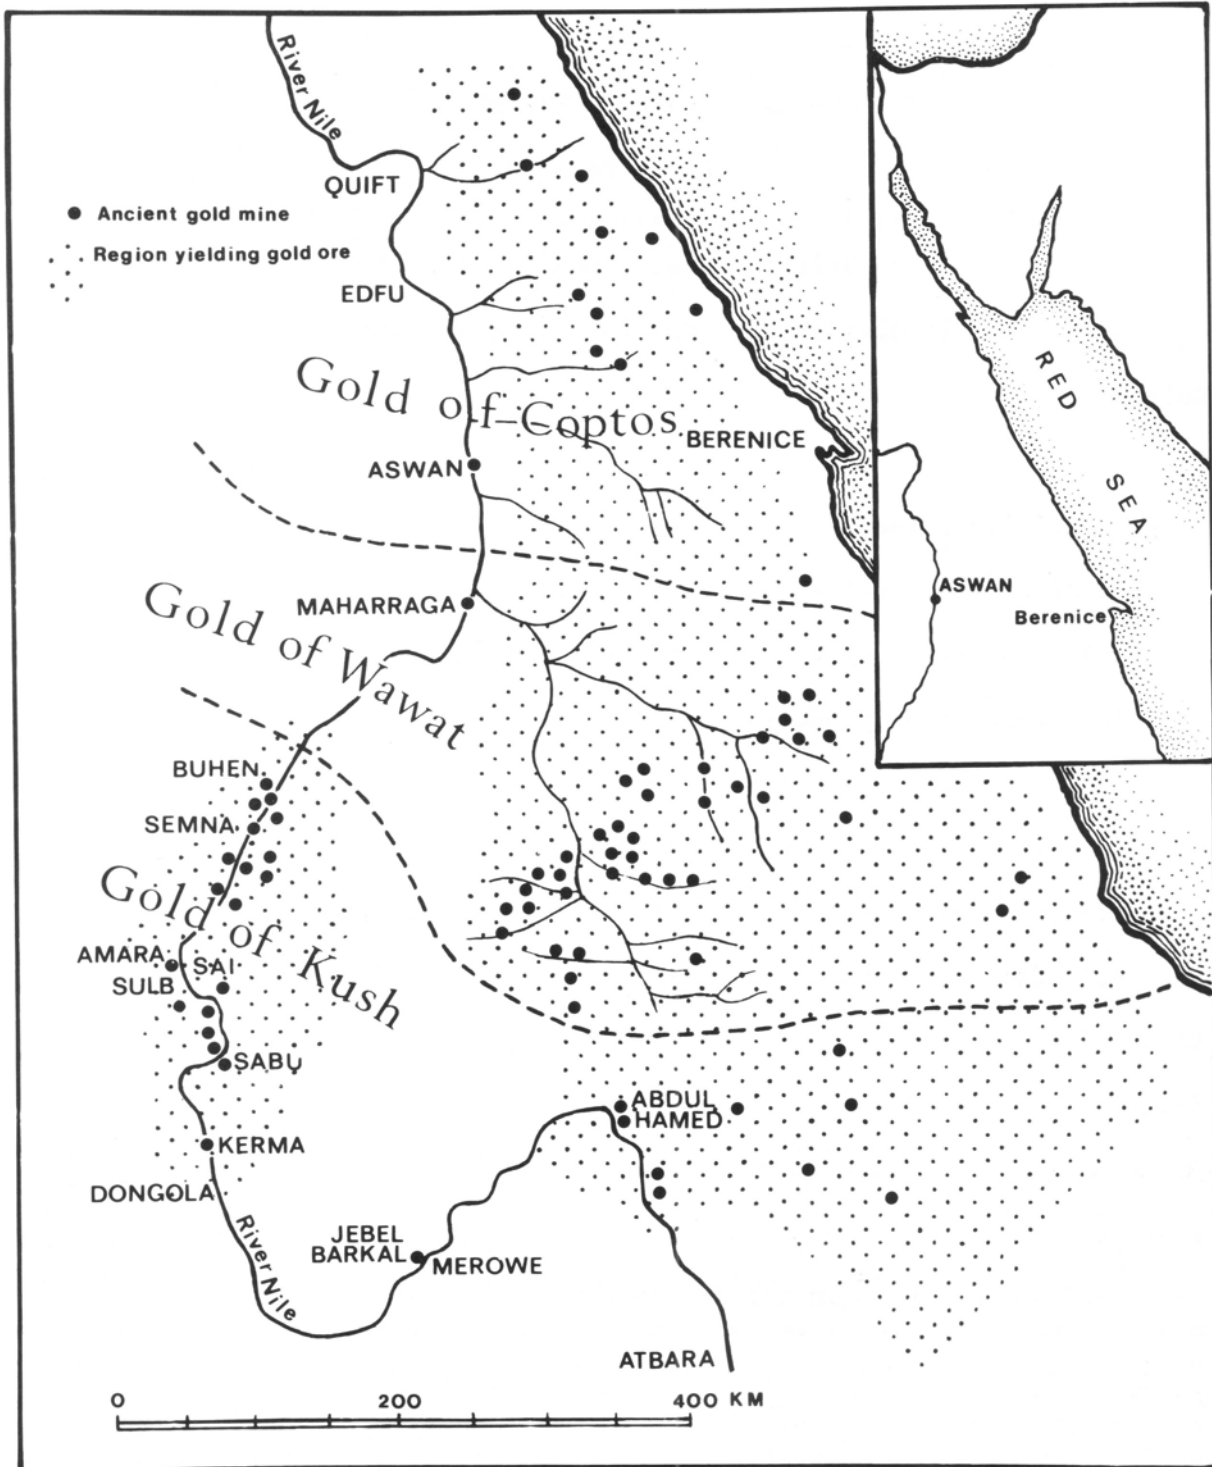 River Nile
QUIFT
Ancient gold mine
Region yielding gold ore
EDFU
Gold of Coptos
BERENICE
ASWAN
MAHARRAGA
Gold of Wawat
BUHEN
SEMNA
Gold of Kush
AMARA
SAI
SULB
SABU
ABDUL
HAMED
KERMA
DONGOLA
River Nile
JEBEL
BARKAL
MEROWE
ATBARA
0 200 400 KM
RED
SEA
ASWAN
Berenice